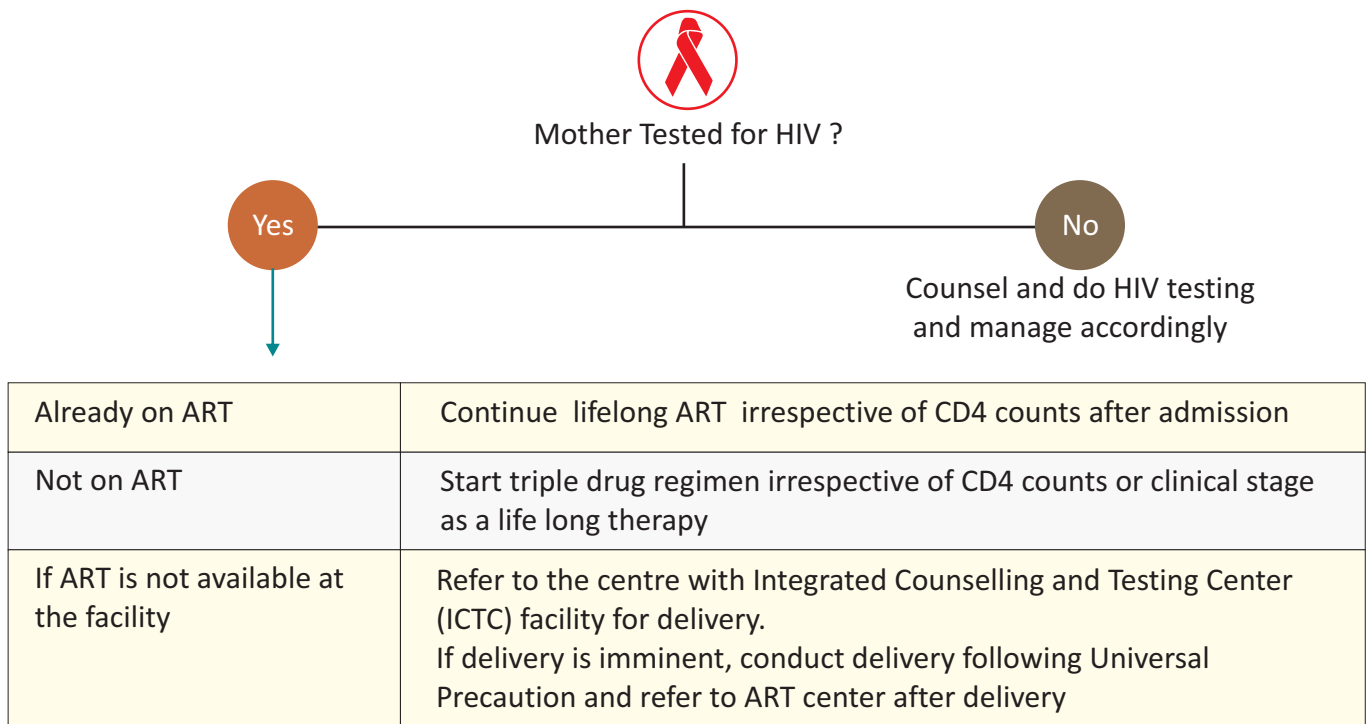 Mother Tested for HIV ?
Yes
No
Counsel and do HIV testing
and manage accordingly
Already on ART
Continue lifelong ART irrespective of CD4 counts after admission
Not on ART
Start triple drug regimen irrespective of CD4 counts or clinical stage
as a life long therapy
If ART is not available at
the facility
Refer to the centre with Integrated Counselling and Testing Center
(ICTC) facility for delivery.
If delivery is imminent, conduct delivery following Universal
Precaution and refer to ART center after delivery